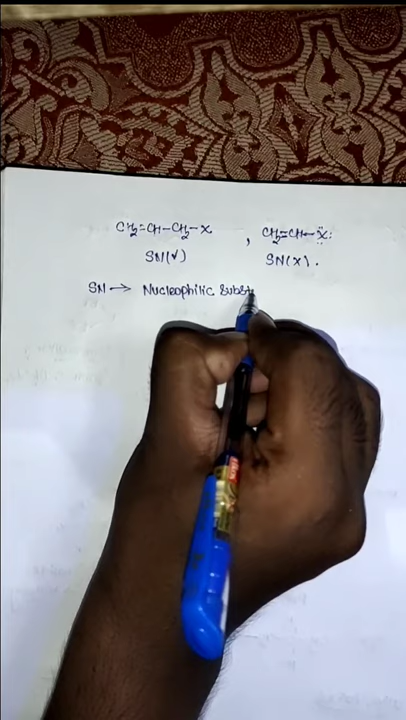 CH₂=CH-CH₂-X , CH₂=CH-Ẍ:
SN(✓) SN(X).
SN → Nucleophilic Subst